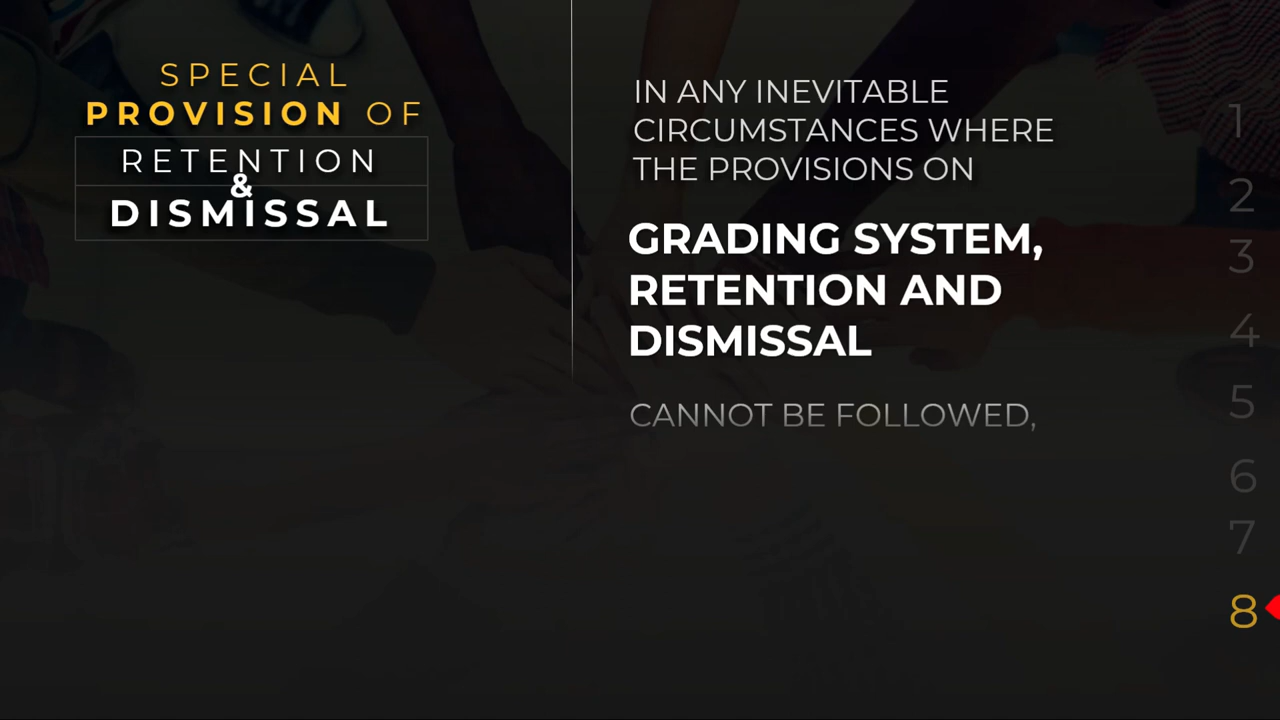 SPECIAL
PROVISION OF
RETENTION
&
DISMISSAL
IN ANY INEVITABLE
CIRCUMSTANCES WHERE
THE PROVISIONS ON
GRADING SYSTEM,
RETENTION AND
DISMISSAL
CANNOT BE FOLLOWED,
1
2
3
4
5
6
7
8